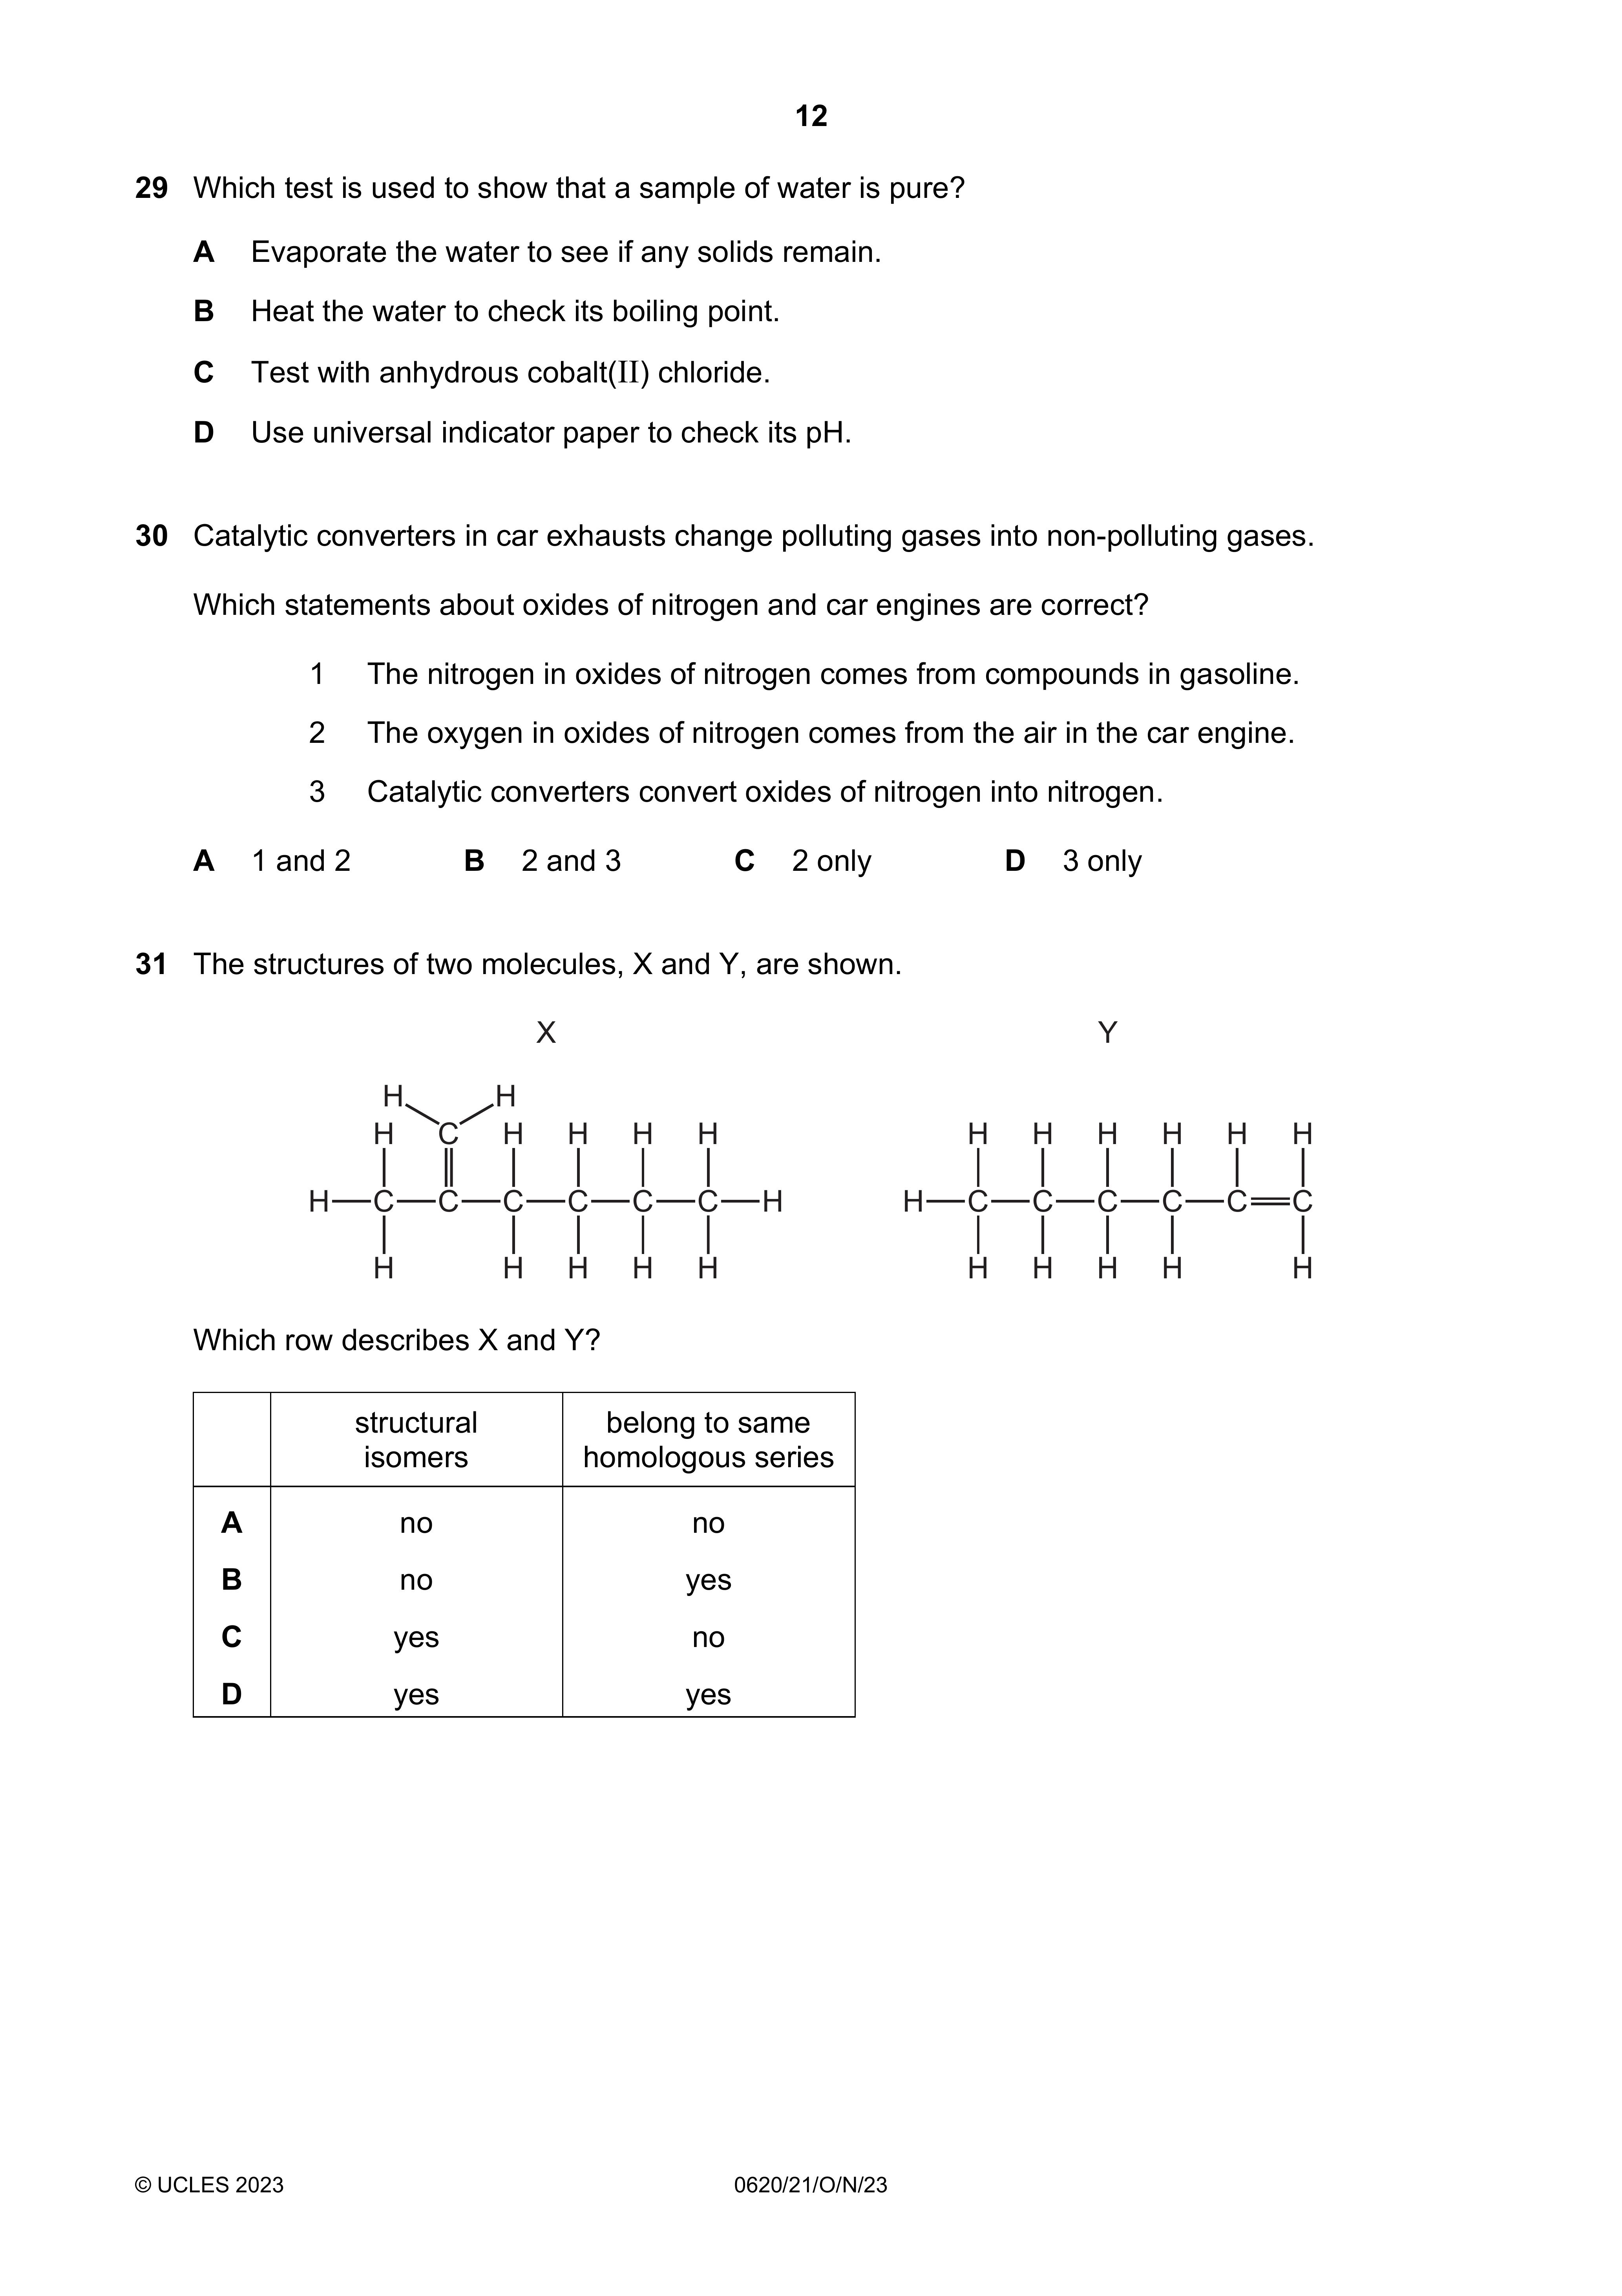 12
29 Which test is used to show that a sample of water is pure?
A Evaporate the water to see if any solids remain.
B Heat the water to check its boiling point.
C Test with anhydrous cobalt(II) chloride.
D Use universal indicator paper to check its pH.
30 Catalytic converters in car exhausts change polluting gases into non-polluting gases.
Which statements about oxides of nitrogen and car engines are correct?
1 The nitrogen in oxides of nitrogen comes from compounds in gasoline.
2 The oxygen in oxides of nitrogen comes from the air in the car engine.
3 Catalytic converters convert oxides of nitrogen into nitrogen.
A 1 and 2 B 2 and 3 C 2 only D 3 only
31 The structures of two molecules, X and Y, are shown.
X Y
H H
H C H H H H H H H H H H
H C C C C C C H H C C C C C C
H H H H H H H H H H
Which row describes X and Y?
structural belong to same
isomers homologous series
A no no
B no yes
C yes no
D yes yes
© UCLES 2023 0620/21/O/N/23